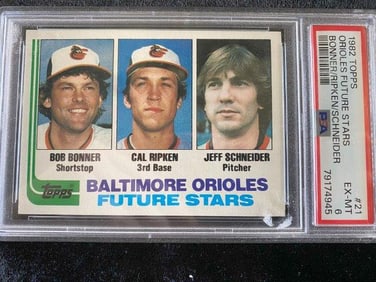 BOB BONNER
Shortstop
CAL RIPKEN
3rd Base
JEFF SCHNEIDER
Pitcher
TOPPS
BALTIMORE ORIOLES
FUTURE STARS
1982 TOPPS
ORIOLES FUTURE STARS
BONNER/RIPKEN/SCHNEIDER
PSA
#21
EX-MT
6
79174945